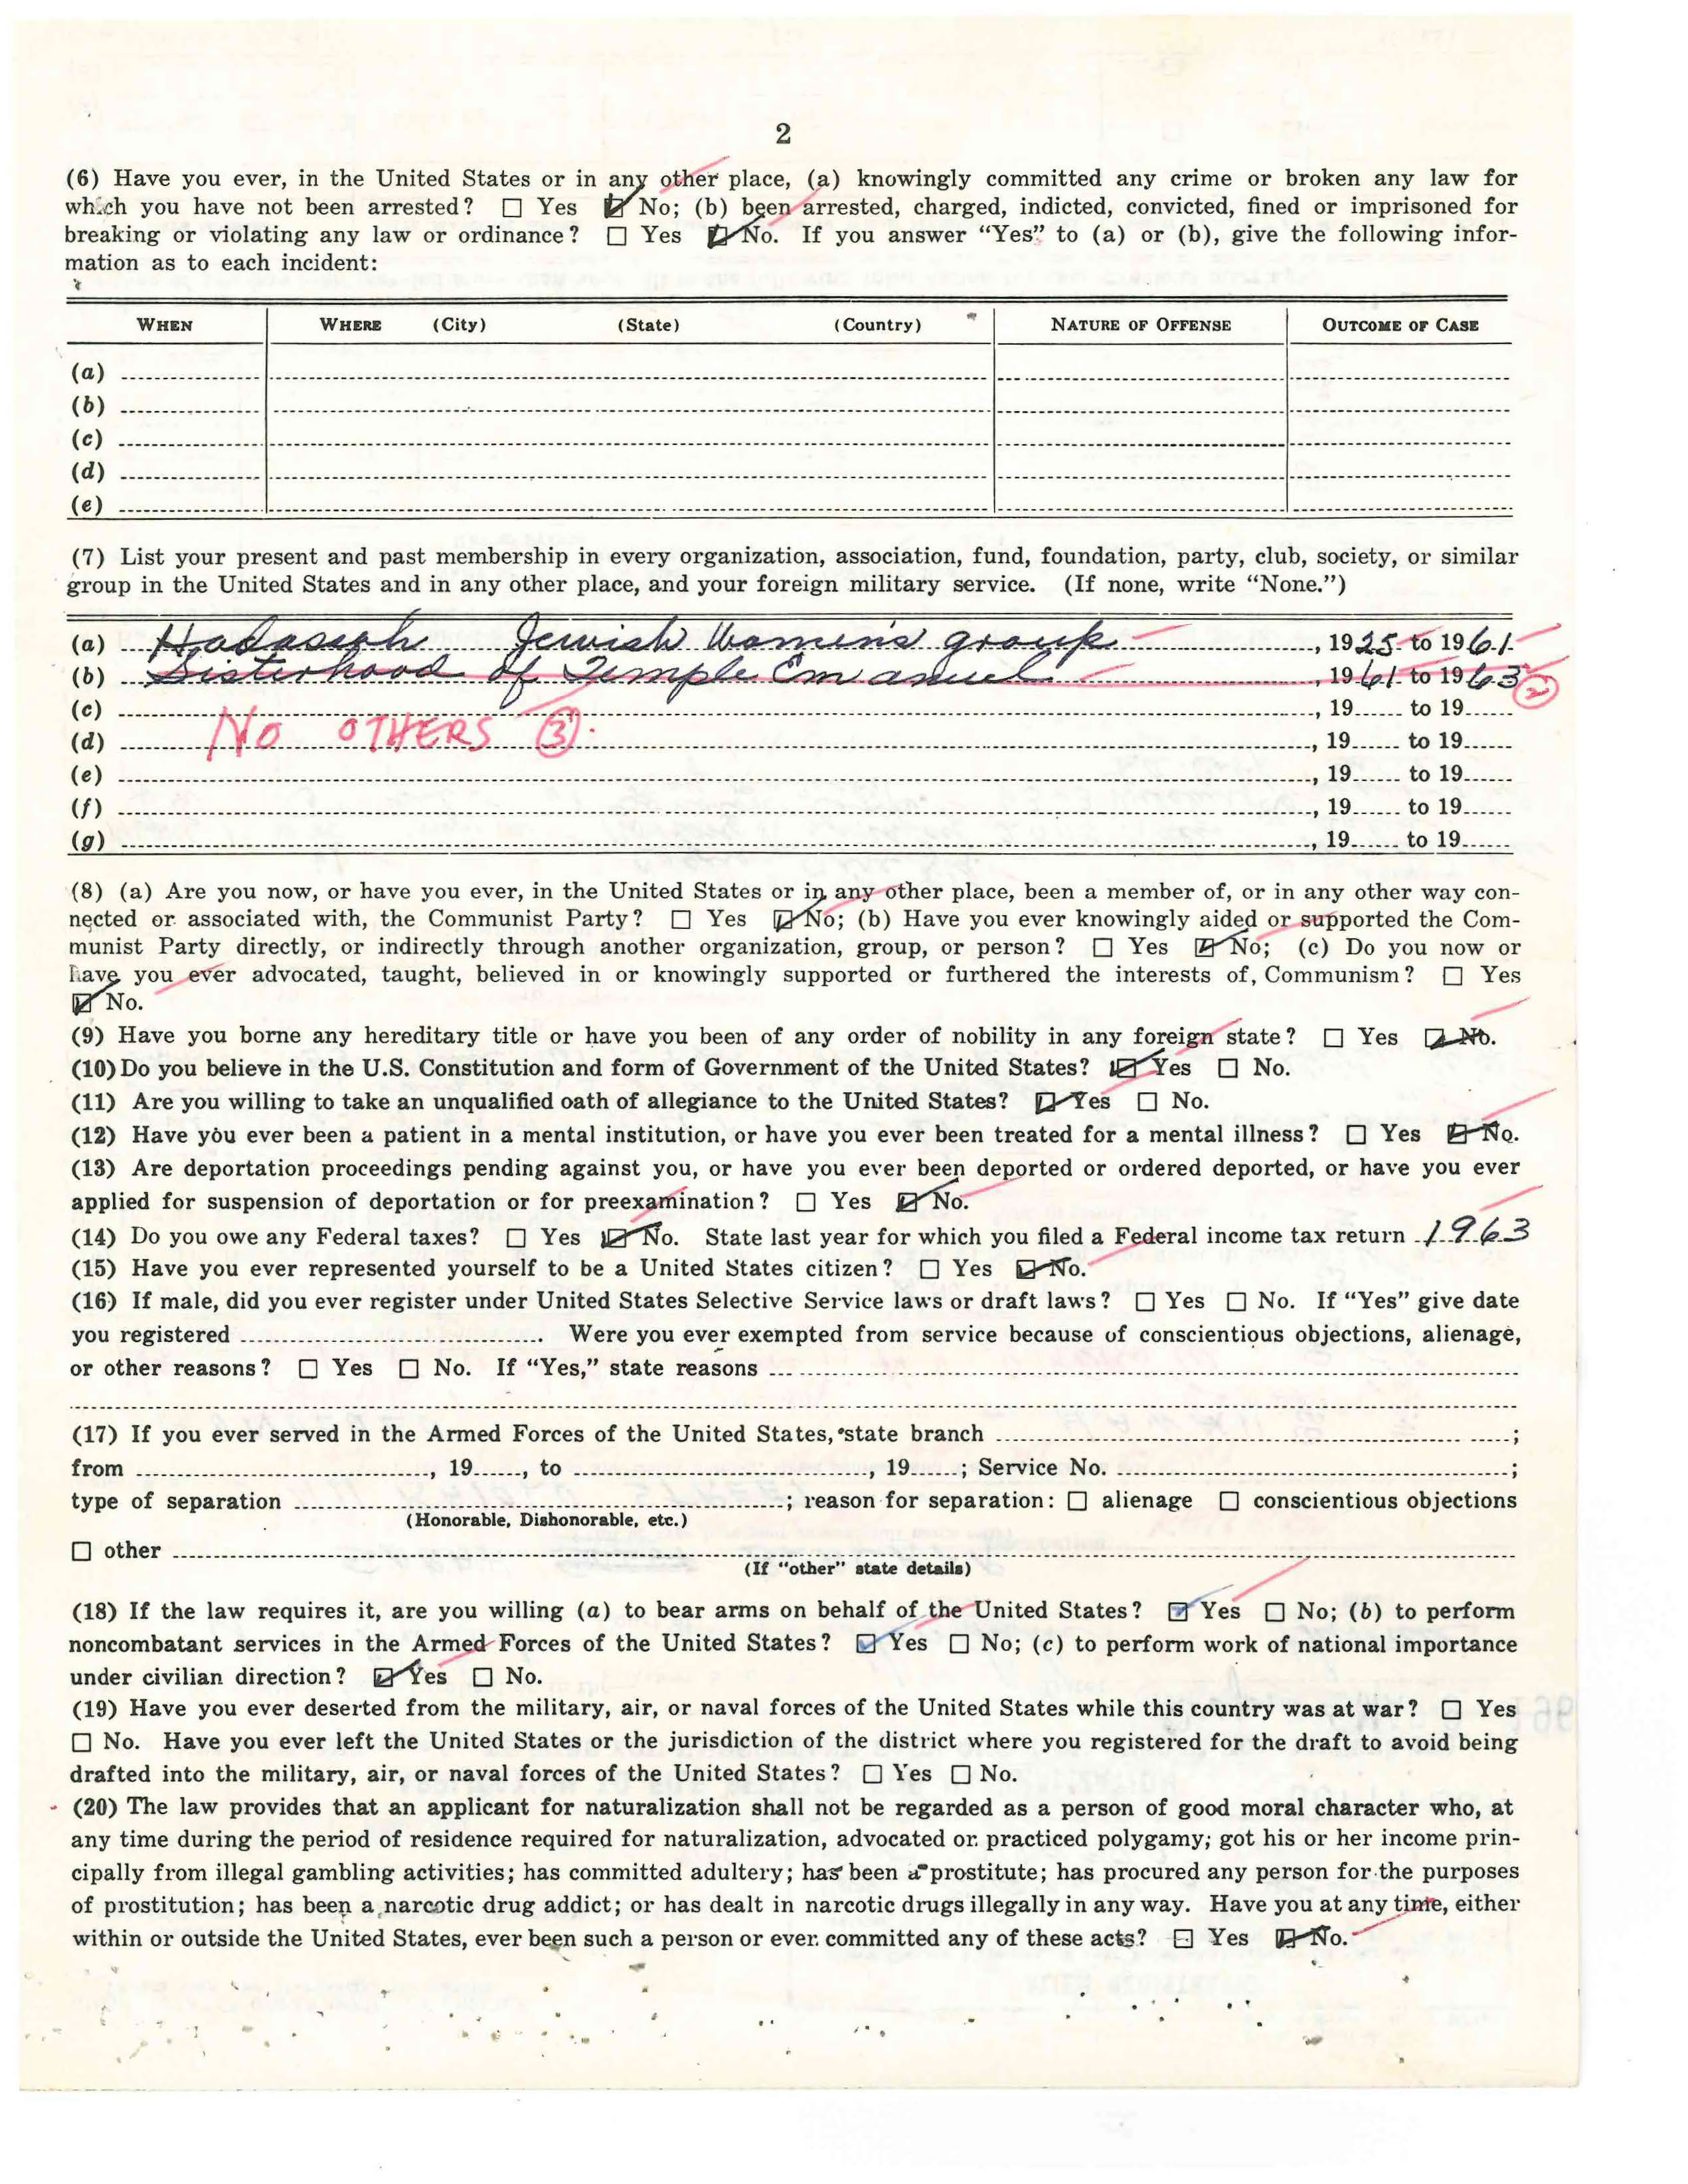 2
(6) Have you ever, in the United States or in any other place, (a) knowingly committed any crime or broken any law for
which you have not been arrested? ☐ Yes ☑ No; (b) been arrested, charged, indicted, convicted, fined or imprisoned for
breaking or violating any law or ordinance? ☐ Yes ☑ No. If you answer “Yes” to (a) or (b), give the following infor-
mation as to each incident:
WHEN WHERE (City) (State) (Country) NATURE OF OFFENSE OUTCOME OF CASE
(a)
(b)
(c)
(d)
(e)
(7) List your present and past membership in every organization, association, fund, foundation, party, club, society, or similar
group in the United States and in any other place, and your foreign military service. (If none, write “None.”)
(a) Hadassah Jewish Women's group, 1925 to 1961
(b) Sisterhood of Temple Emanuel, 1961 to 1963 (2)
(c) , 19 to 19
(d) NO OTHERS (3). , 19 to 19
(e) , 19 to 19
(f) , 19 to 19
(g) , 19 to 19
(8) (a) Are you now, or have you ever, in the United States or in any other place, been a member of, or in any other way con-
nected or associated with, the Communist Party? ☐ Yes ☑ No; (b) Have you ever knowingly aided or supported the Com-
munist Party directly, or indirectly through another organization, group, or person? ☐ Yes ☑ No; (c) Do you now or
have you ever advocated, taught, believed in or knowingly supported or furthered the interests of, Communism? ☐ Yes
☑ No.
(9) Have you borne any hereditary title or have you been of any order of nobility in any foreign state? ☐ Yes ☑ No.
(10) Do you believe in the U.S. Constitution and form of Government of the United States? ☑ Yes ☐ No.
(11) Are you willing to take an unqualified oath of allegiance to the United States? ☑ Yes ☐ No.
(12) Have you ever been a patient in a mental institution, or have you ever been treated for a mental illness? ☐ Yes ☑ No.
(13) Are deportation proceedings pending against you, or have you ever been deported or ordered deported, or have you ever
applied for suspension of deportation or for preexamination? ☐ Yes ☑ No.
(14) Do you owe any Federal taxes? ☐ Yes ☑ No. State last year for which you filed a Federal income tax return 1963
(15) Have you ever represented yourself to be a United States citizen? ☐ Yes ☑ No.
(16) If male, did you ever register under United States Selective Service laws or draft laws? ☐ Yes ☐ No. If “Yes” give date
you registered . Were you ever exempted from service because of conscientious objections, alienage,
or other reasons? ☐ Yes ☐ No. If “Yes,” state reasons
(17) If you ever served in the Armed Forces of the United States, state branch ;
from , 19 , to , 19 ; Service No. ;
type of separation ; reason for separation: ☐ alienage ☐ conscientious objections
(Honorable, Dishonorable, etc.)
☐ other
(If “other” state details)
(18) If the law requires it, are you willing (a) to bear arms on behalf of the United States? ☑ Yes ☐ No; (b) to perform
noncombatant services in the Armed Forces of the United States? ☑ Yes ☐ No; (c) to perform work of national importance
under civilian direction? ☑ Yes ☐ No.
(19) Have you ever deserted from the military, air, or naval forces of the United States while this country was at war? ☐ Yes
☐ No. Have you ever left the United States or the jurisdiction of the district where you registered for the draft to avoid being
drafted into the military, air, or naval forces of the United States? ☐ Yes ☐ No.
(20) The law provides that an applicant for naturalization shall not be regarded as a person of good moral character who, at
any time during the period of residence required for naturalization, advocated or practiced polygamy; got his or her income prin-
cipally from illegal gambling activities; has committed adultery; has been a prostitute; has procured any person for the purposes
of prostitution; has been a narcotic drug addict; or has dealt in narcotic drugs illegally in any way. Have you at any time, either
within or outside the United States, ever been such a person or ever committed any of these acts? ☐ Yes ☑ No.